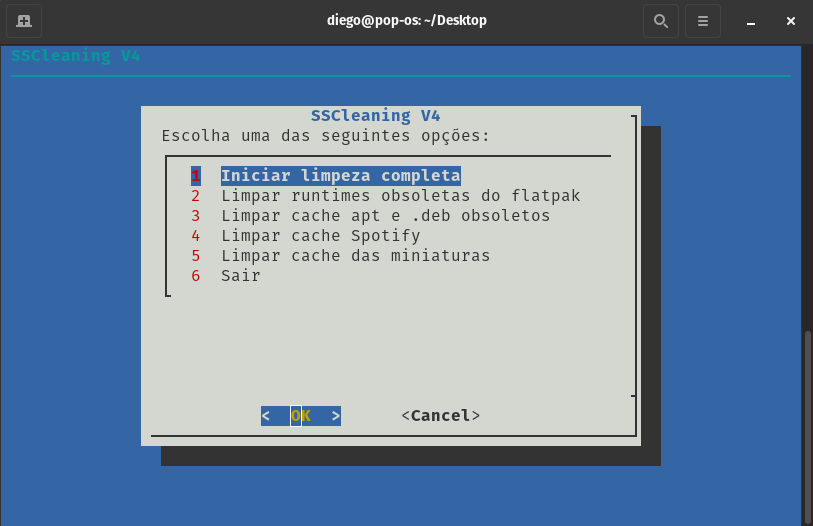 diego@pop-os: ~/Desktop
SSCleaning V4
SSCleaning V4
Escolha uma das seguintes opções:
1 Iniciar limpeza completa
2 Limpar runtimes obsoletas do flatpak
3 Limpar cache apt e .deb obsoletos
4 Limpar cache Spotify
5 Limpar cache das miniaturas
6 Sair
< OK > <Cancel>